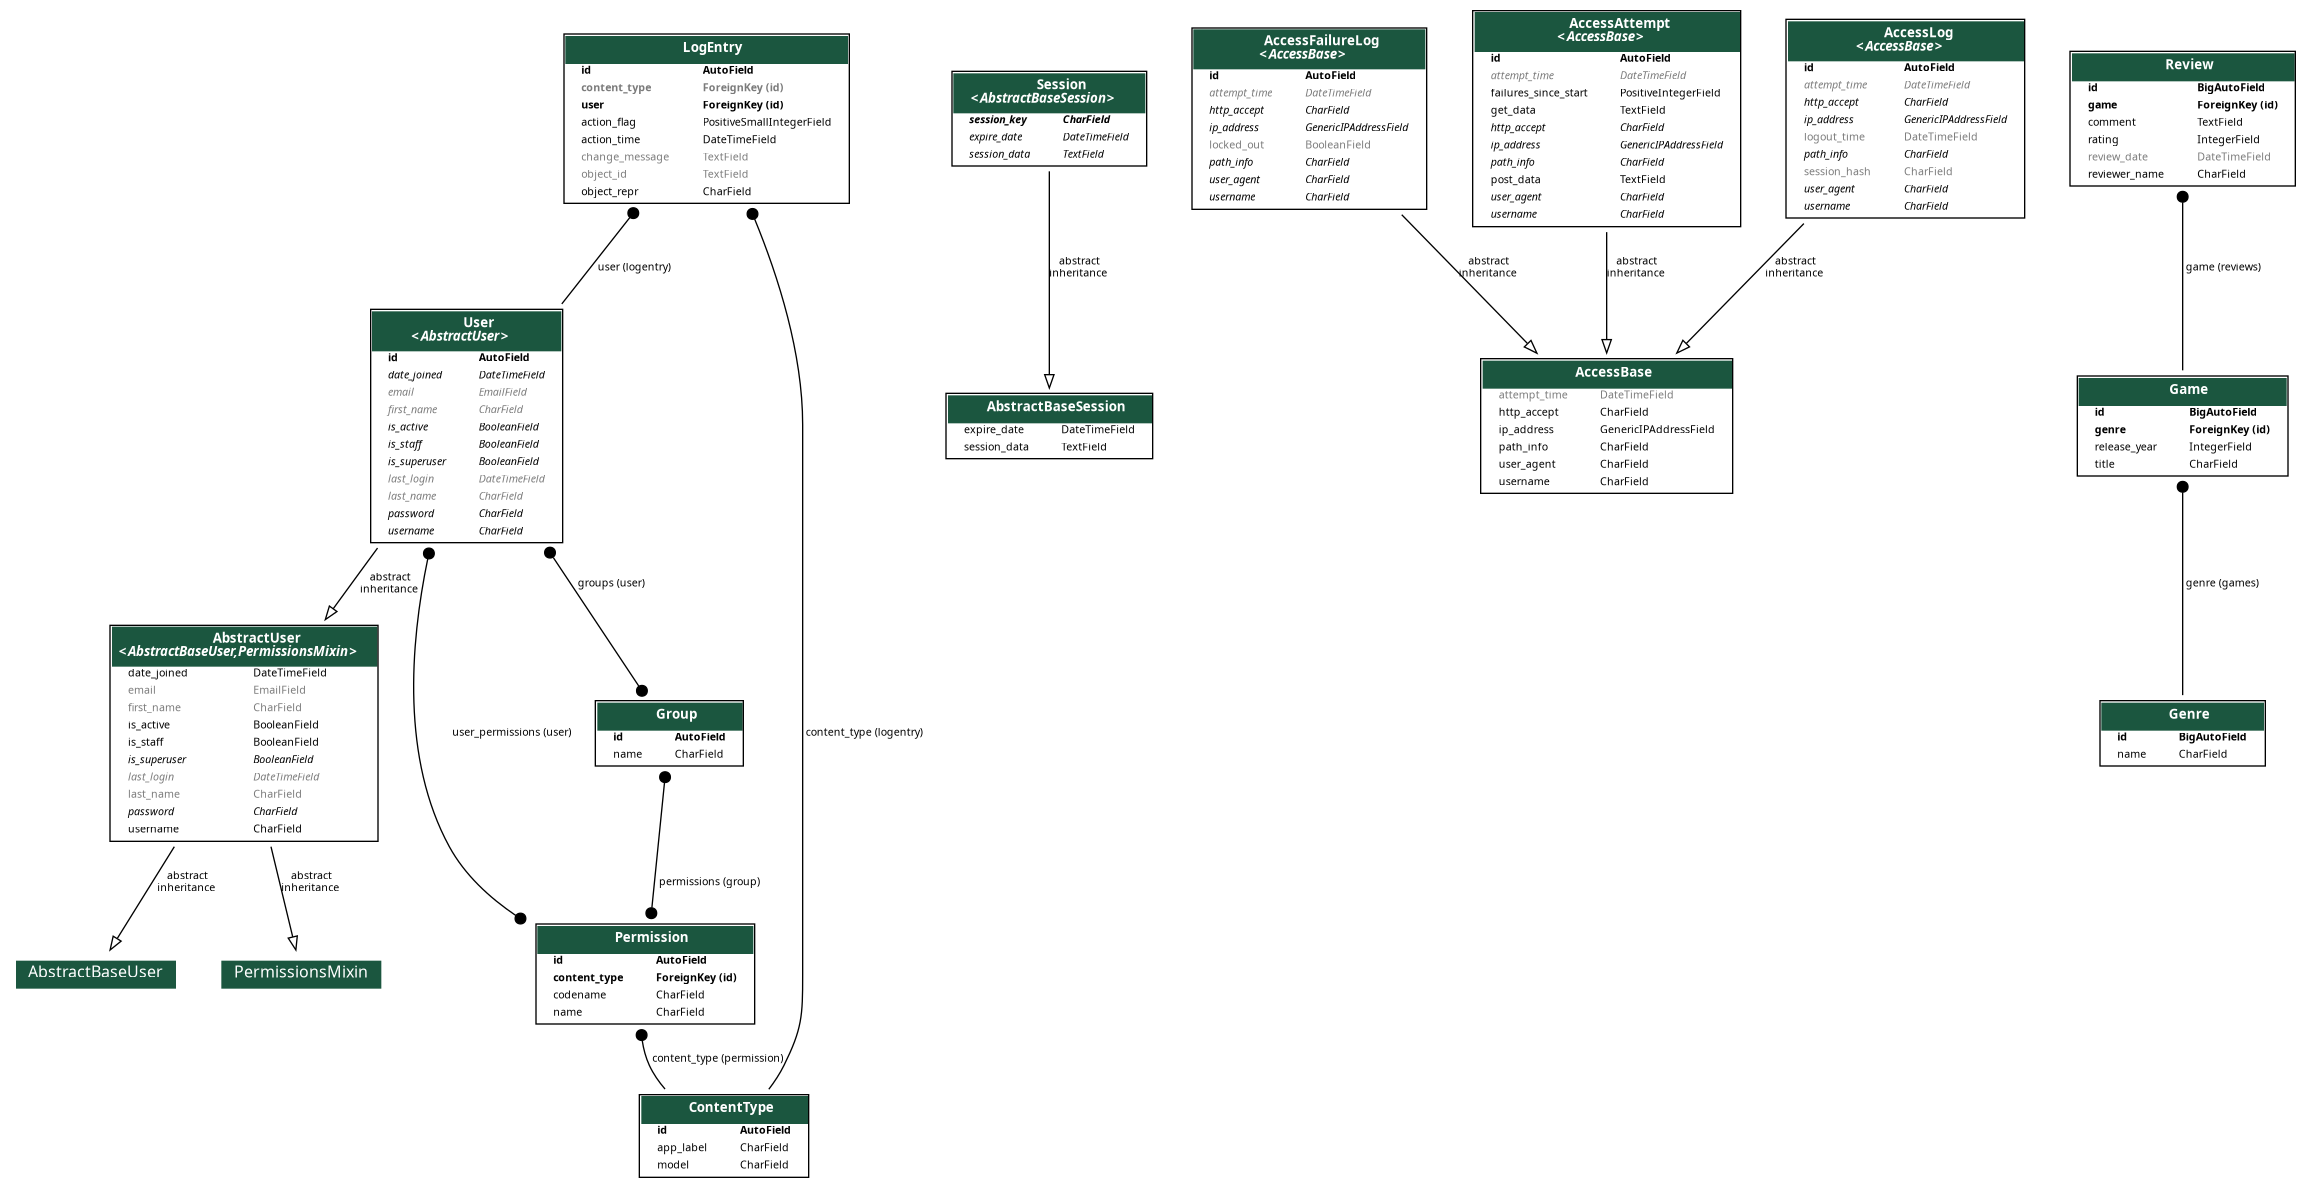 LogEntry
id AutoField
content_type ForeignKey (id)
user ForeignKey (id)
action_flag PositiveSmallIntegerField
action_time DateTimeField
change_message TextField
object_id TextField
object_repr CharField
Session
<AbstractBaseSession>
session_key CharField
expire_date DateTimeField
session_data TextField
AccessFailureLog
<AccessBase>
id AutoField
attempt_time DateTimeField
http_accept CharField
ip_address GenericIPAddressField
locked_out BooleanField
path_info CharField
user_agent CharField
username CharField
AccessAttempt
<AccessBase>
id AutoField
attempt_time DateTimeField
failures_since_start PositiveIntegerField
get_data TextField
http_accept CharField
ip_address GenericIPAddressField
path_info CharField
post_data TextField
user_agent CharField
username CharField
AccessLog
<AccessBase>
id AutoField
attempt_time DateTimeField
http_accept CharField
ip_address GenericIPAddressField
logout_time DateTimeField
path_info CharField
session_hash CharField
user_agent CharField
username CharField
Review
id BigAutoField
game ForeignKey (id)
comment TextField
rating IntegerField
review_date DateTimeField
reviewer_name CharField
user (logentry)
abstract
inheritance
abstract
inheritance
abstract
inheritance
abstract
inheritance
game (reviews)
User
<AbstractUser>
id AutoField
date_joined DateTimeField
email EmailField
first_name CharField
is_active BooleanField
is_staff BooleanField
is_superuser BooleanField
last_login DateTimeField
last_name CharField
password CharField
username CharField
AbstractBaseSession
expire_date DateTimeField
session_data TextField
AccessBase
attempt_time DateTimeField
http_accept CharField
ip_address GenericIPAddressField
path_info CharField
user_agent CharField
username CharField
Game
id BigAutoField
genre ForeignKey (id)
release_year IntegerField
title CharField
abstract
inheritance
groups (user)
genre (games)
AbstractUser
<AbstractBaseUser,PermissionsMixin>
date_joined DateTimeField
email EmailField
first_name CharField
is_active BooleanField
is_staff BooleanField
is_superuser BooleanField
last_login DateTimeField
last_name CharField
password CharField
username CharField
user_permissions (user)
Group
id AutoField
name CharField
content_type (logentry)
Genre
id BigAutoField
name CharField
abstract
inheritance
abstract
inheritance
permissions (group)
AbstractBaseUser
PermissionsMixin
Permission
id AutoField
content_type ForeignKey (id)
codename CharField
name CharField
content_type (permission)
ContentType
id AutoField
app_label CharField
model CharField